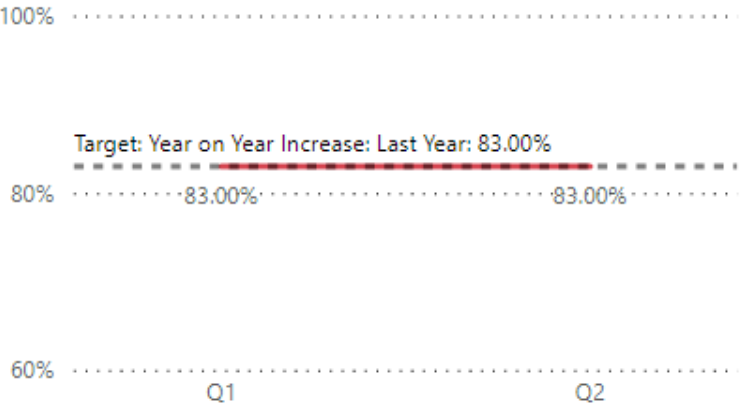 100%
Target: Year on Year Increase: Last Year: 83.00%
80%
83.00% 83.00%
60%
Q1 Q2